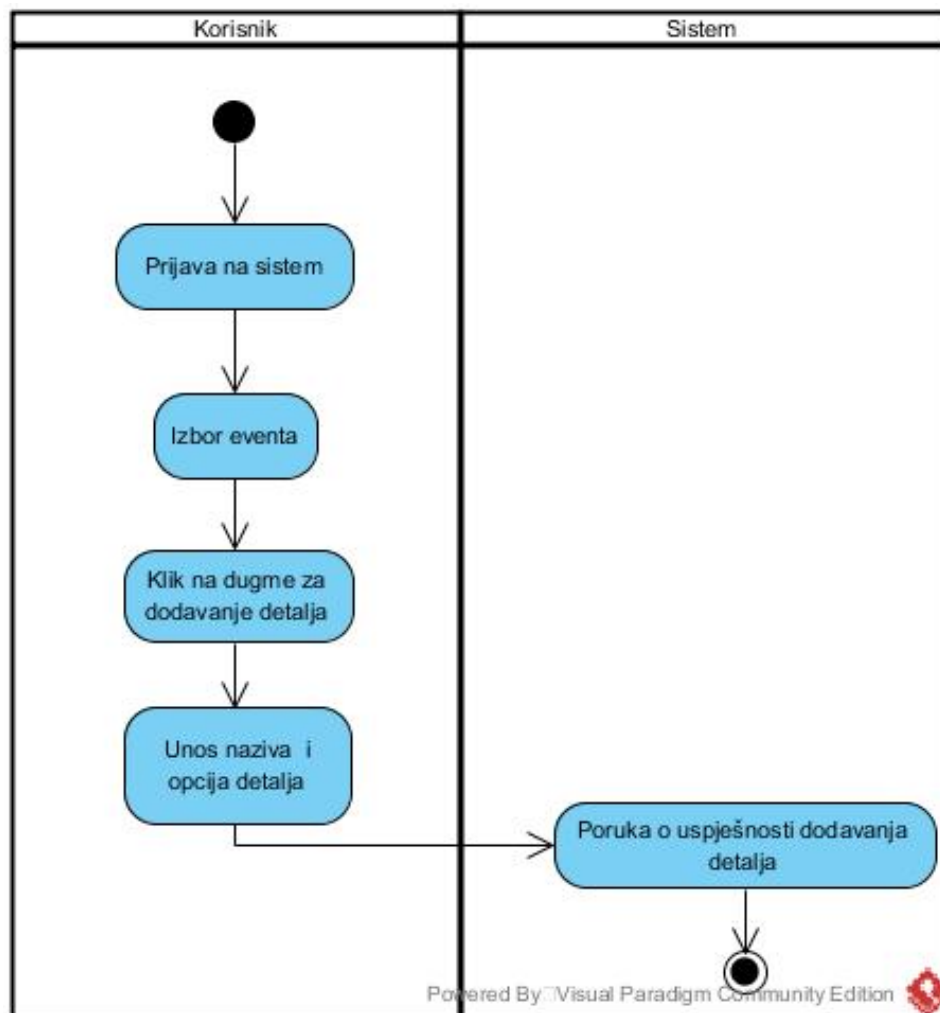 Korisnik
Sistem
Prijava na sistem
Izbor eventa
Klik na dugme za
dodavanje detalja
Unos naziva i
opcija detalja
Poruka o uspješnosti dodavanja
detalja
Powered By Visual Paradigm Community Edition